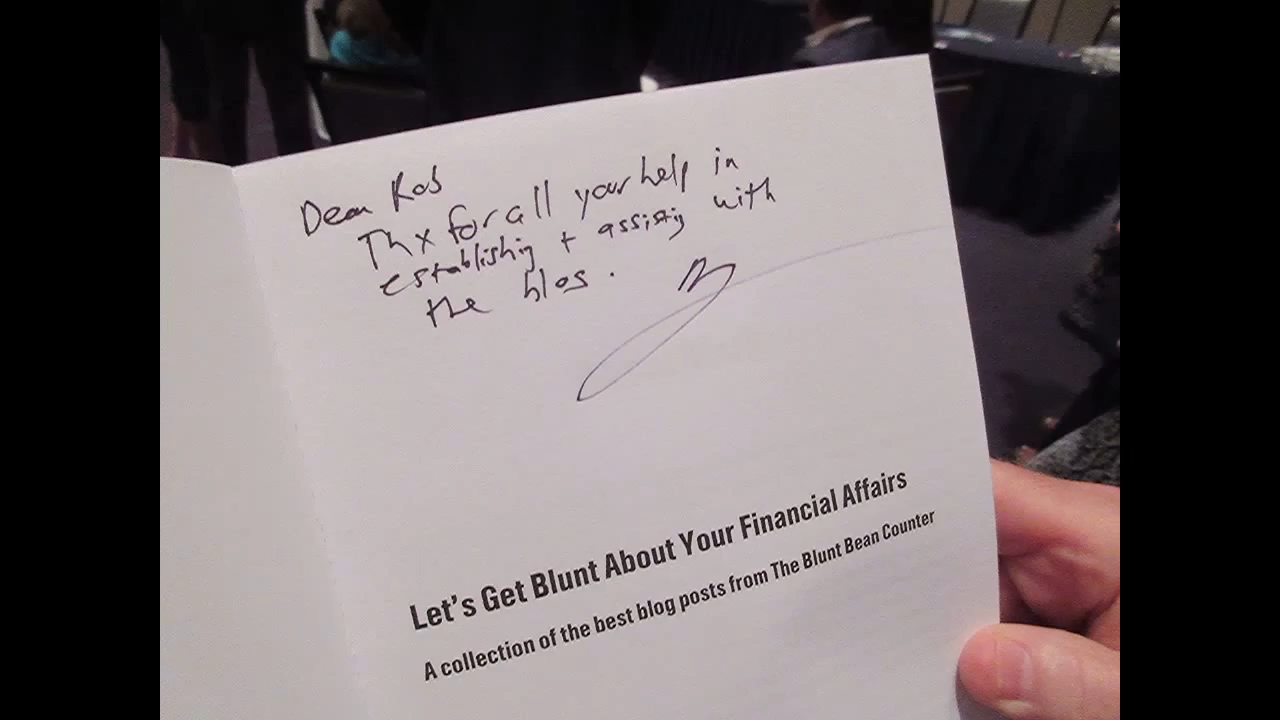 Dear Rob
Thx for all your help in
establishing + assisting with
the blog.
Let's Get Blunt About Your Financial Affairs
A collection of the best blog posts from The Blunt Bean Counter